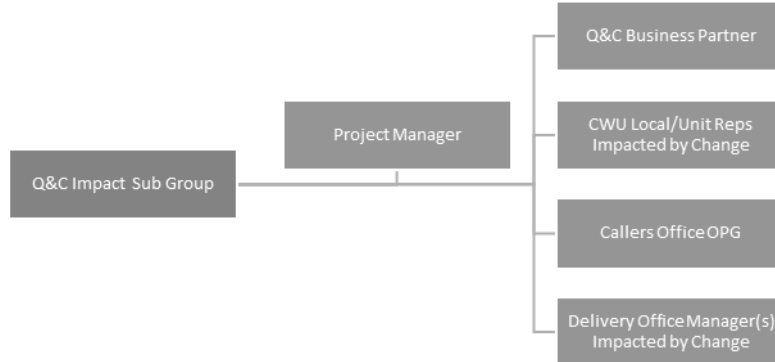 Q&C Business Partner
Project Manager
CWU Local/Unit Reps
Impacted by Change
Q&C Impact Sub Group
Callers Office OPG
Delivery Office Manager(s)
Impacted by Change